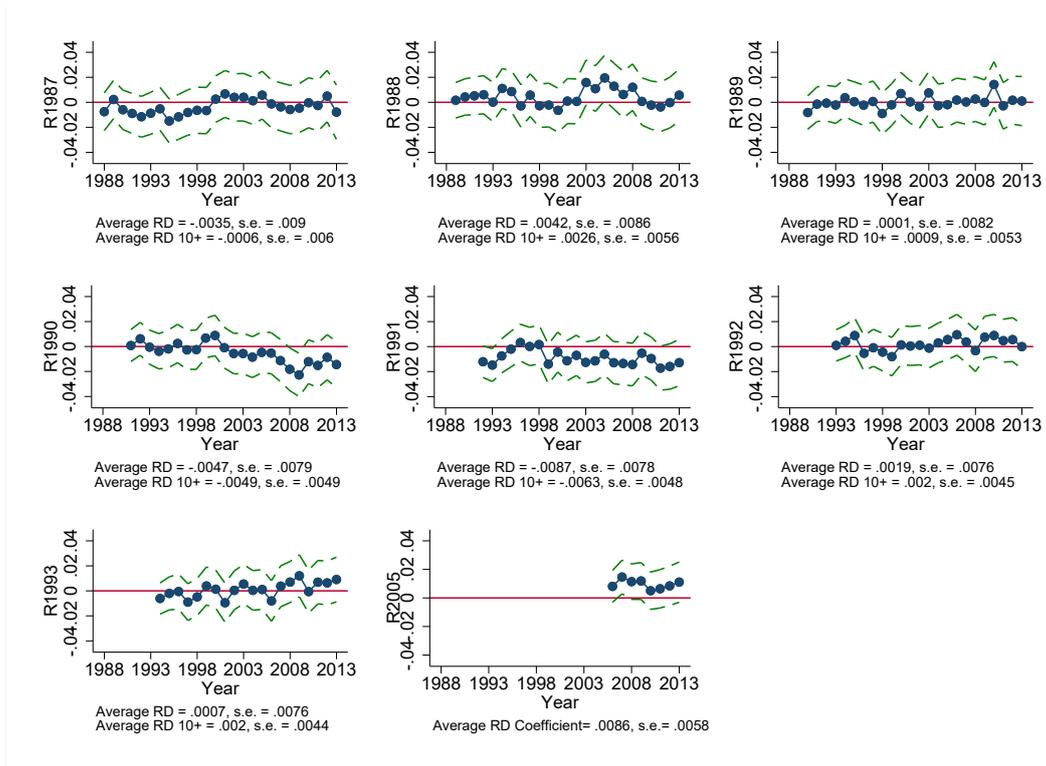 R1987
-.04-.02 0 .02.04
1988 1993 1998 2003 2008 2013
Year
Average RD = -.0035, s.e. = .009
Average RD 10+ = -.0006, s.e. = .006
R1988
-.04-.02 0 .02.04
1988 1993 1998 2003 2008 2013
Year
Average RD = .0042, s.e. = .0086
Average RD 10+ = .0026, s.e. = .0056
R1989
-.04-.02 0 .02.04
1988 1993 1998 2003 2008 2013
Year
Average RD = .0001, s.e. = .0082
Average RD 10+ = .0009, s.e. = .0053
R1990
-.04-.02 0 .02.04
1988 1993 1998 2003 2008 2013
Year
Average RD = -.0047, s.e. = .0079
Average RD 10+ = -.0049, s.e. = .0049
R1991
-.04-.02 0 .02.04
1988 1993 1998 2003 2008 2013
Year
Average RD = -.0087, s.e. = .0078
Average RD 10+ = -.0063, s.e. = .0048
R1992
-.04-.02 0 .02.04
1988 1993 1998 2003 2008 2013
Year
Average RD = .0019, s.e. = .0076
Average RD 10+ = .002, s.e. = .0045
R1993
-.04-.02 0 .02.04
1988 1993 1998 2003 2008 2013
Year
Average RD = .0007, s.e. = .0076
Average RD 10+ = .002, s.e. = .0044
R2005
-.04-.02 0 .02.04
1988 1993 1998 2003 2008 2013
Year
Average RD Coefficient= .0086, s.e.= .0058